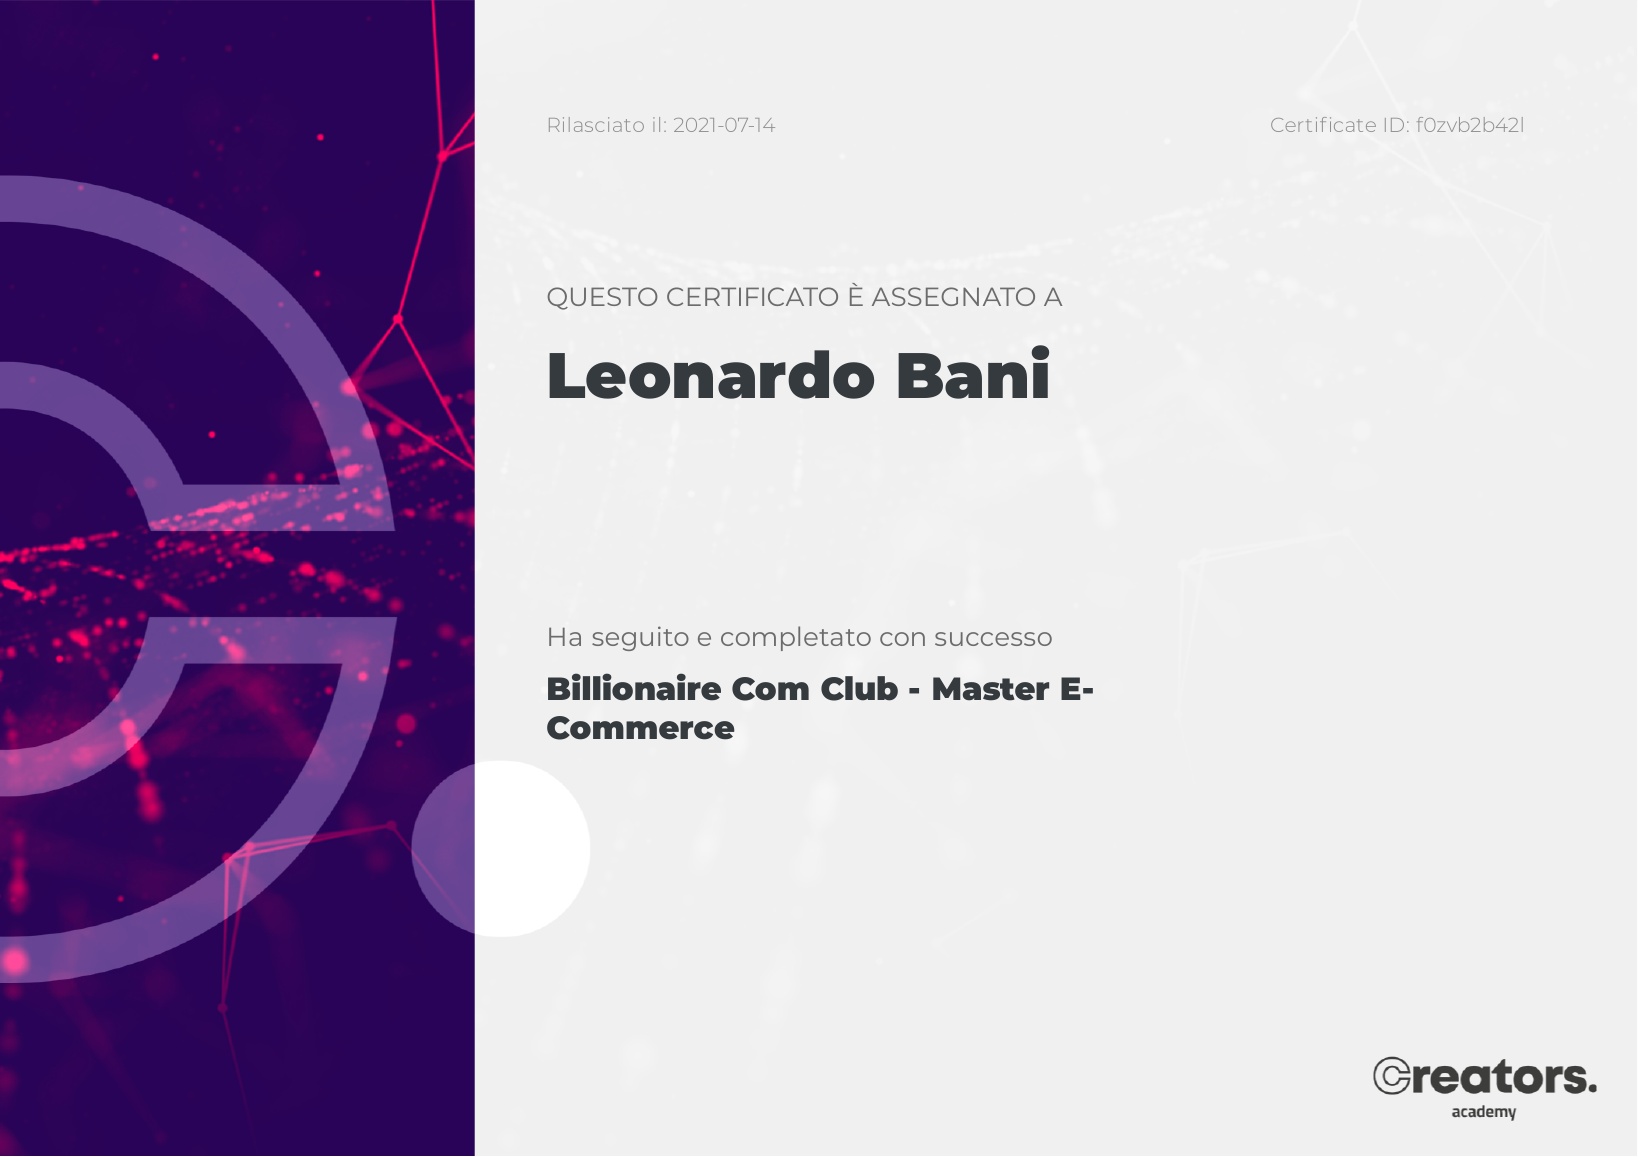 Rilasciato il: 2021-07-14
Certificate ID: f0zvb2b42l
QUESTO CERTIFICATO È ASSEGNATO A
Leonardo Bani
Ha seguito e completato con successo
Billionaire Com Club - Master E-
Commerce
Creators.
academy